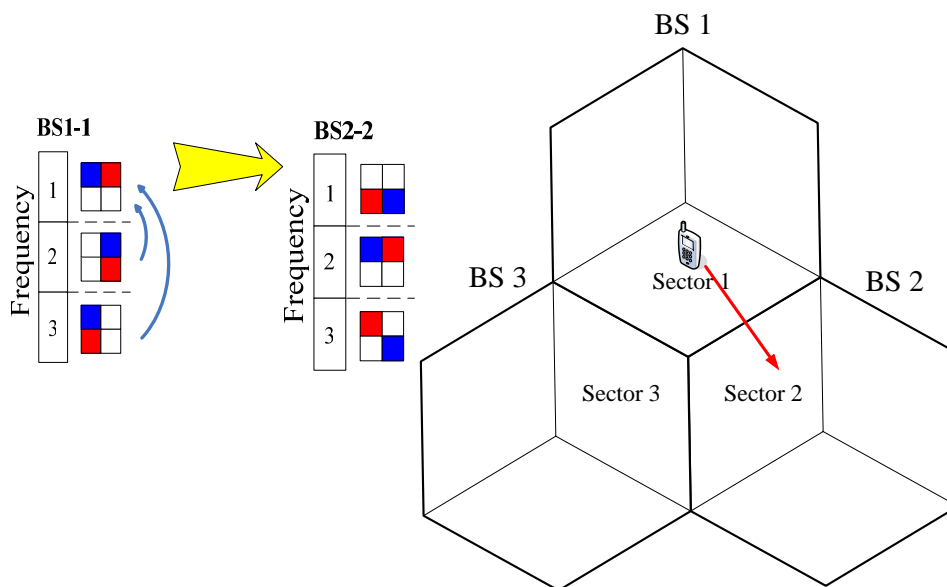 BS1-1
Frequency
1
2
3
BS2-2
Frequency
1
2
3
BS 1
BS 3
Sector 1
BS 2
Sector 3
Sector 2